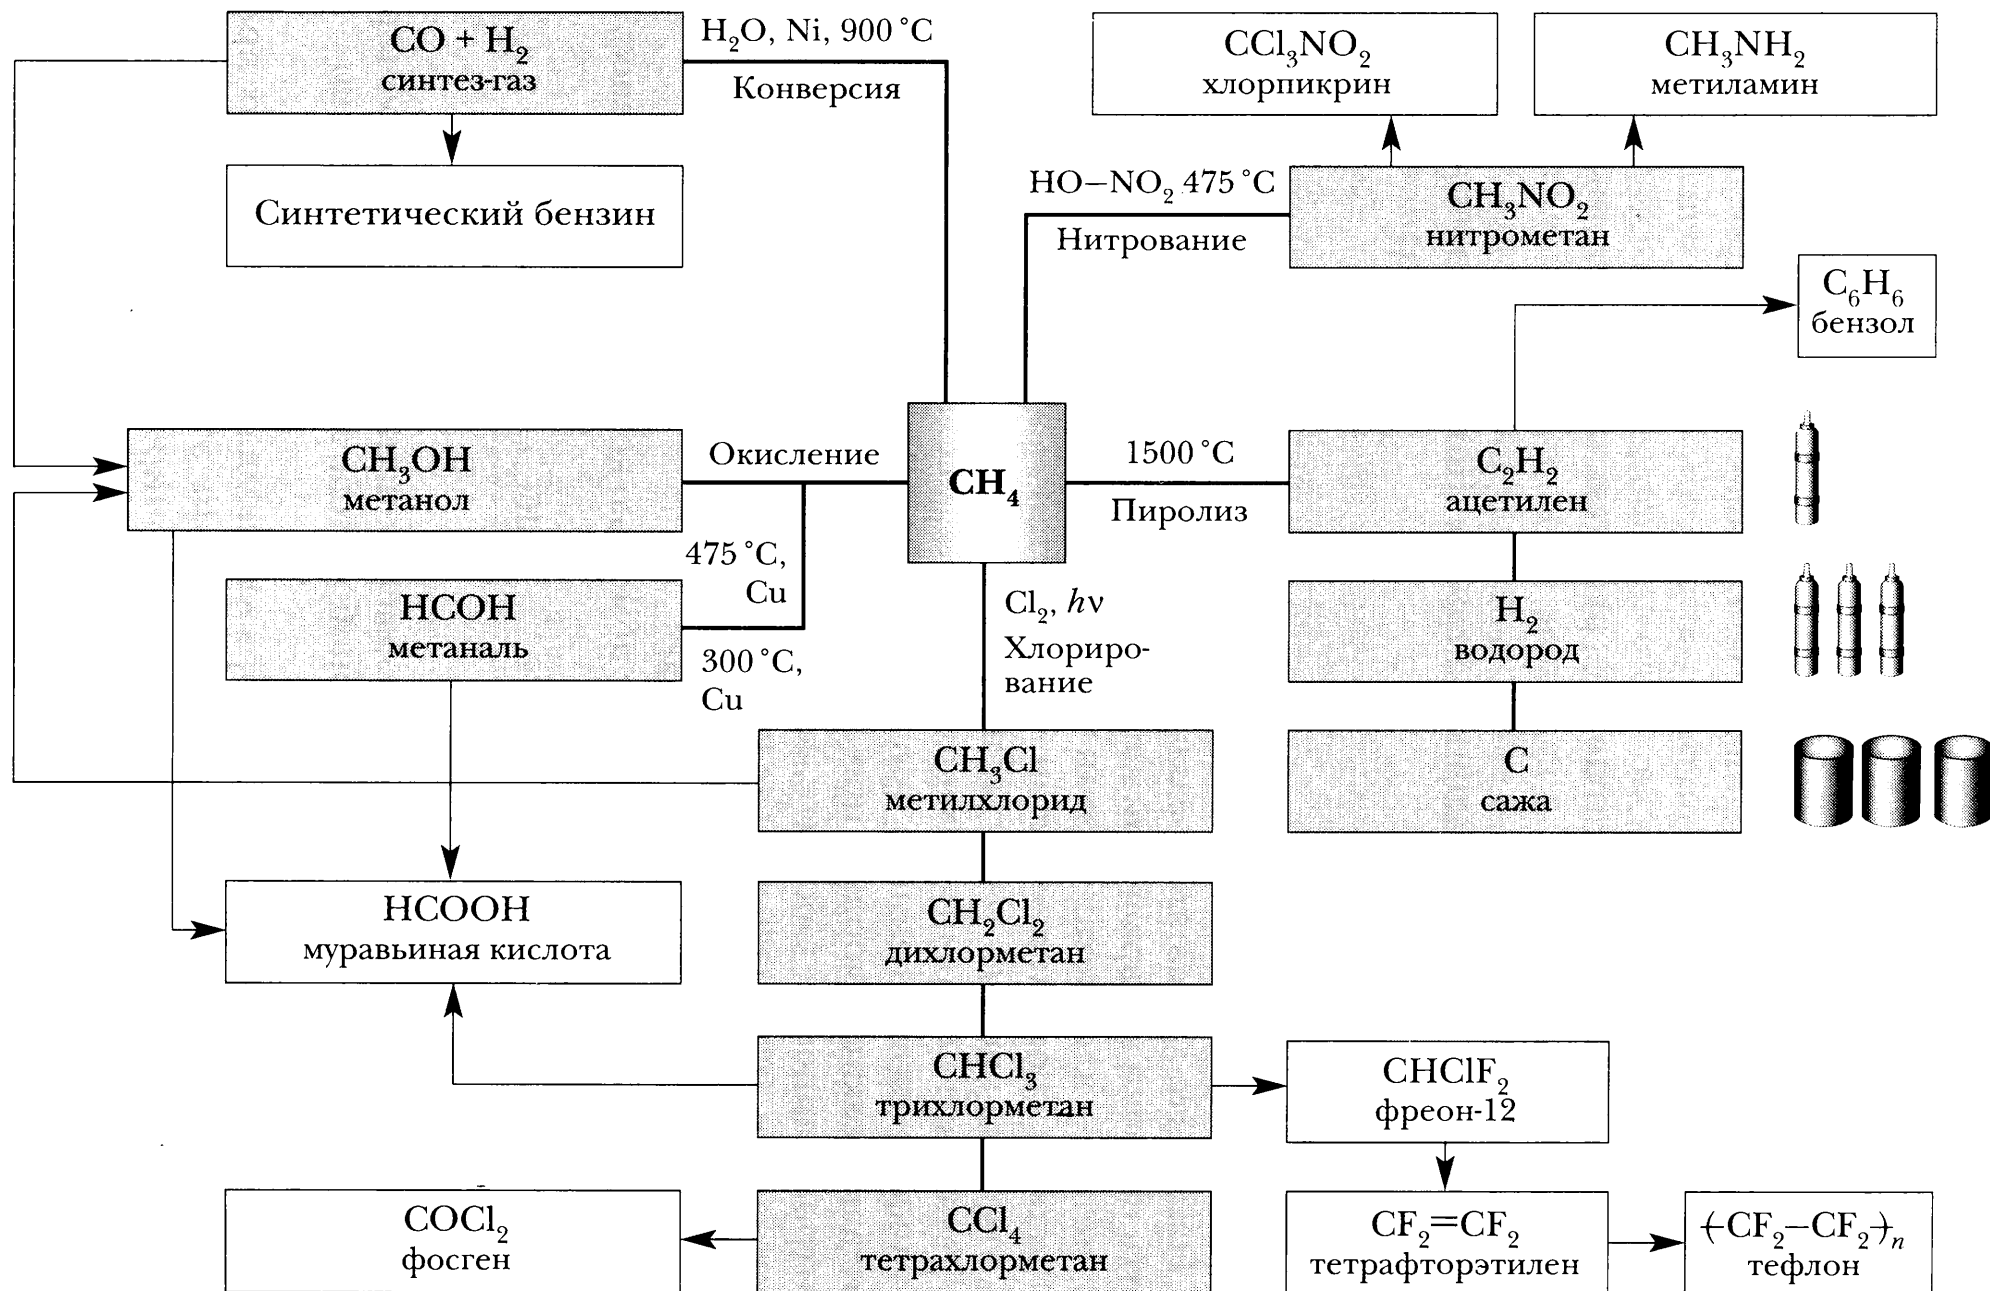 CO + H₂
синтез-газ
H₂O, Ni, 900 °C
Конверсия
CCl₃NO₂
хлорпикрин
CH₃NH₂
метиламин
Синтетический бензин
HO–NO₂ 475 °C
Нитрование
CH₃NO₂
нитрометан
C₆H₆
бензол
CH₃OH
метанол
Окисление
CH₄
1500 °C
Пиролиз
C₂H₂
ацетилен
475 °C,
Cu
HCOH
метаналь
300 °C,
Cu
Cl₂, hν
Хлориро-
вание
H₂
водород
CH₃Cl
метилхлорид
C
сажа
HCOOH
муравьиная кислота
CH₂Cl₂
дихлорметан
CHCl₃
трихлорметан
CHClF₂
фреон-12
COCl₂
фосген
CCl₄
тетрахлорметан
CF₂=CF₂
тетрафторэтилен
(–CF₂–CF₂–)ₙ
тефлон